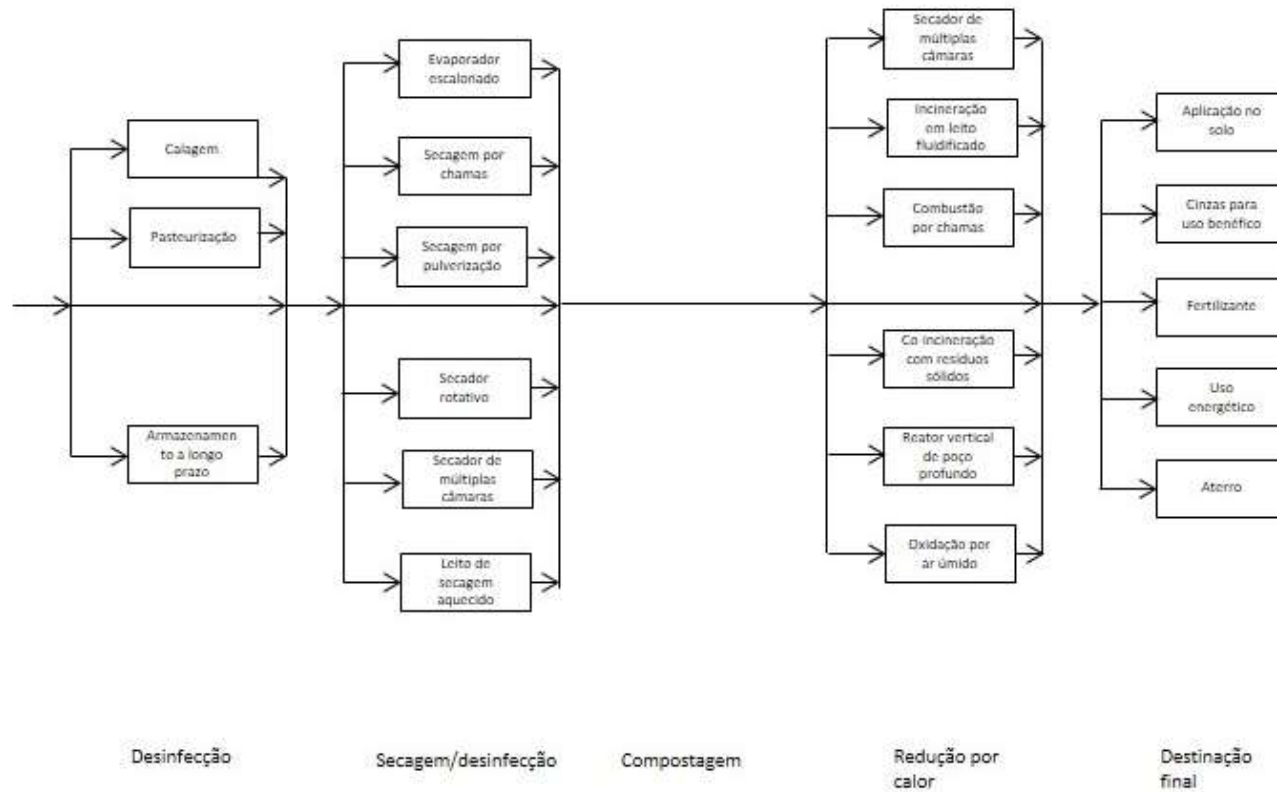 Calagem
Pasteurização
Armazenamen
to a longo
prazo
Evaporador
escalonado
Secagem por
chamas
Secagem por
pulverização
Secador
rotativo
Secador de
múltiplas
câmaras
Leito de
secagem
aquecido
Secador de
múltiplas
câmaras
Incineração
em leito
fluidificado
Combustão
por chamas
Co incineração
com resíduos
sólidos
Reator vertical
de poço
profundo
Oxidação por
ar úmido
Aplicação no
solo
Cinzas para
uso benéfico
Fertilizante
Uso
energético
Aterro
Desinfecção
Secagem/desinfecção
Compostagem
Redução por
calor
Destinação
final